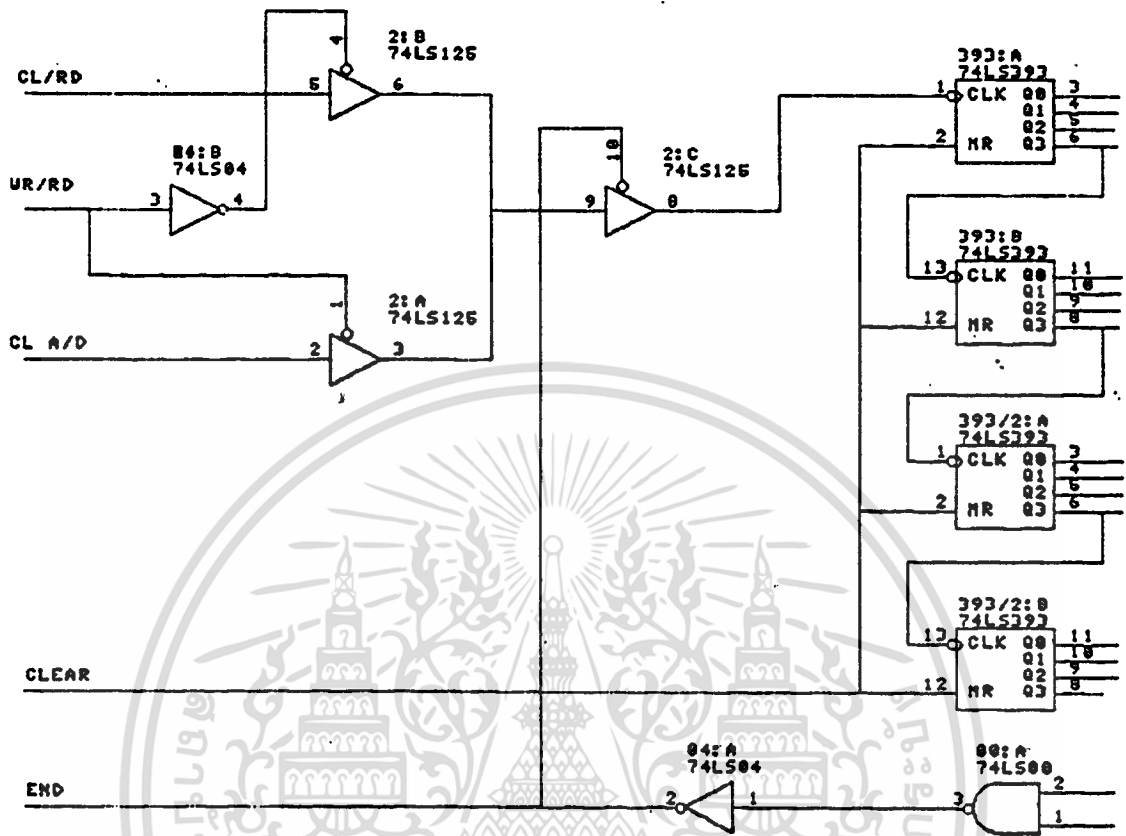 2:B
74LS125
4
CL/RD
5
6
04:B
74LS04
WR/RD
3
4
10
2:C
74LS125
9
8
1
2:A
74LS125
CL A/D
2
3
393:A
74LS393
1
CLK
Q0
3
Q1
4
Q2
5
2
MR
Q3
6
393:B
74LS393
13
CLK
Q0
11
Q1
10
Q2
9
12
MR
Q3
8
393/2:A
74LS393
1
CLK
Q0
3
Q1
4
Q2
5
2
MR
Q3
6
393/2:B
74LS393
13
CLK
Q0
11
Q1
10
Q2
9
CLEAR
12
MR
Q3
8
04:A
74LS04
00:A
74LS00
END
2
1
3
2
1